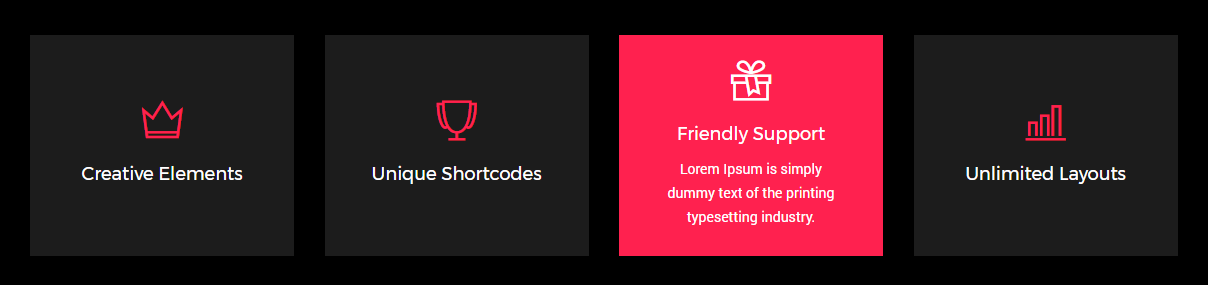 Creative Elements
Unique Shortcodes
Friendly Support
Lorem Ipsum is simply
dummy text of the printing
typesetting industry.
Unlimited Layouts